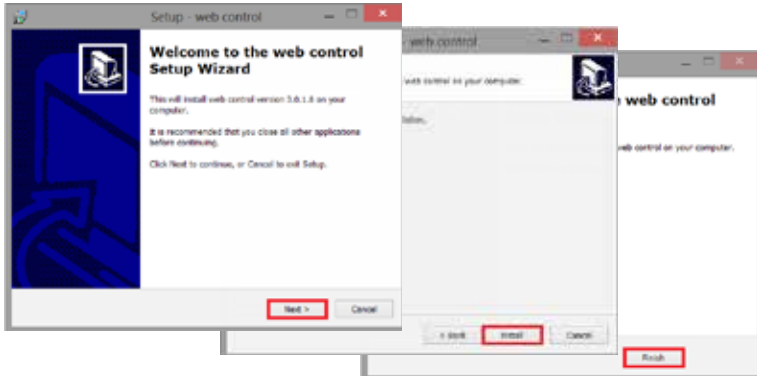 Setup - web control
Welcome to the web control
Setup Wizard
This will install web control version 3.0.1.8 on your
computer.
It is recommended that you close all other applications
before continuing.
Click Next to continue, or Cancel to exit Setup.
Next >
Cancel
- web control
web control on your computer.
< Back
Install
Cancel
web control
web control on your computer.
Finish